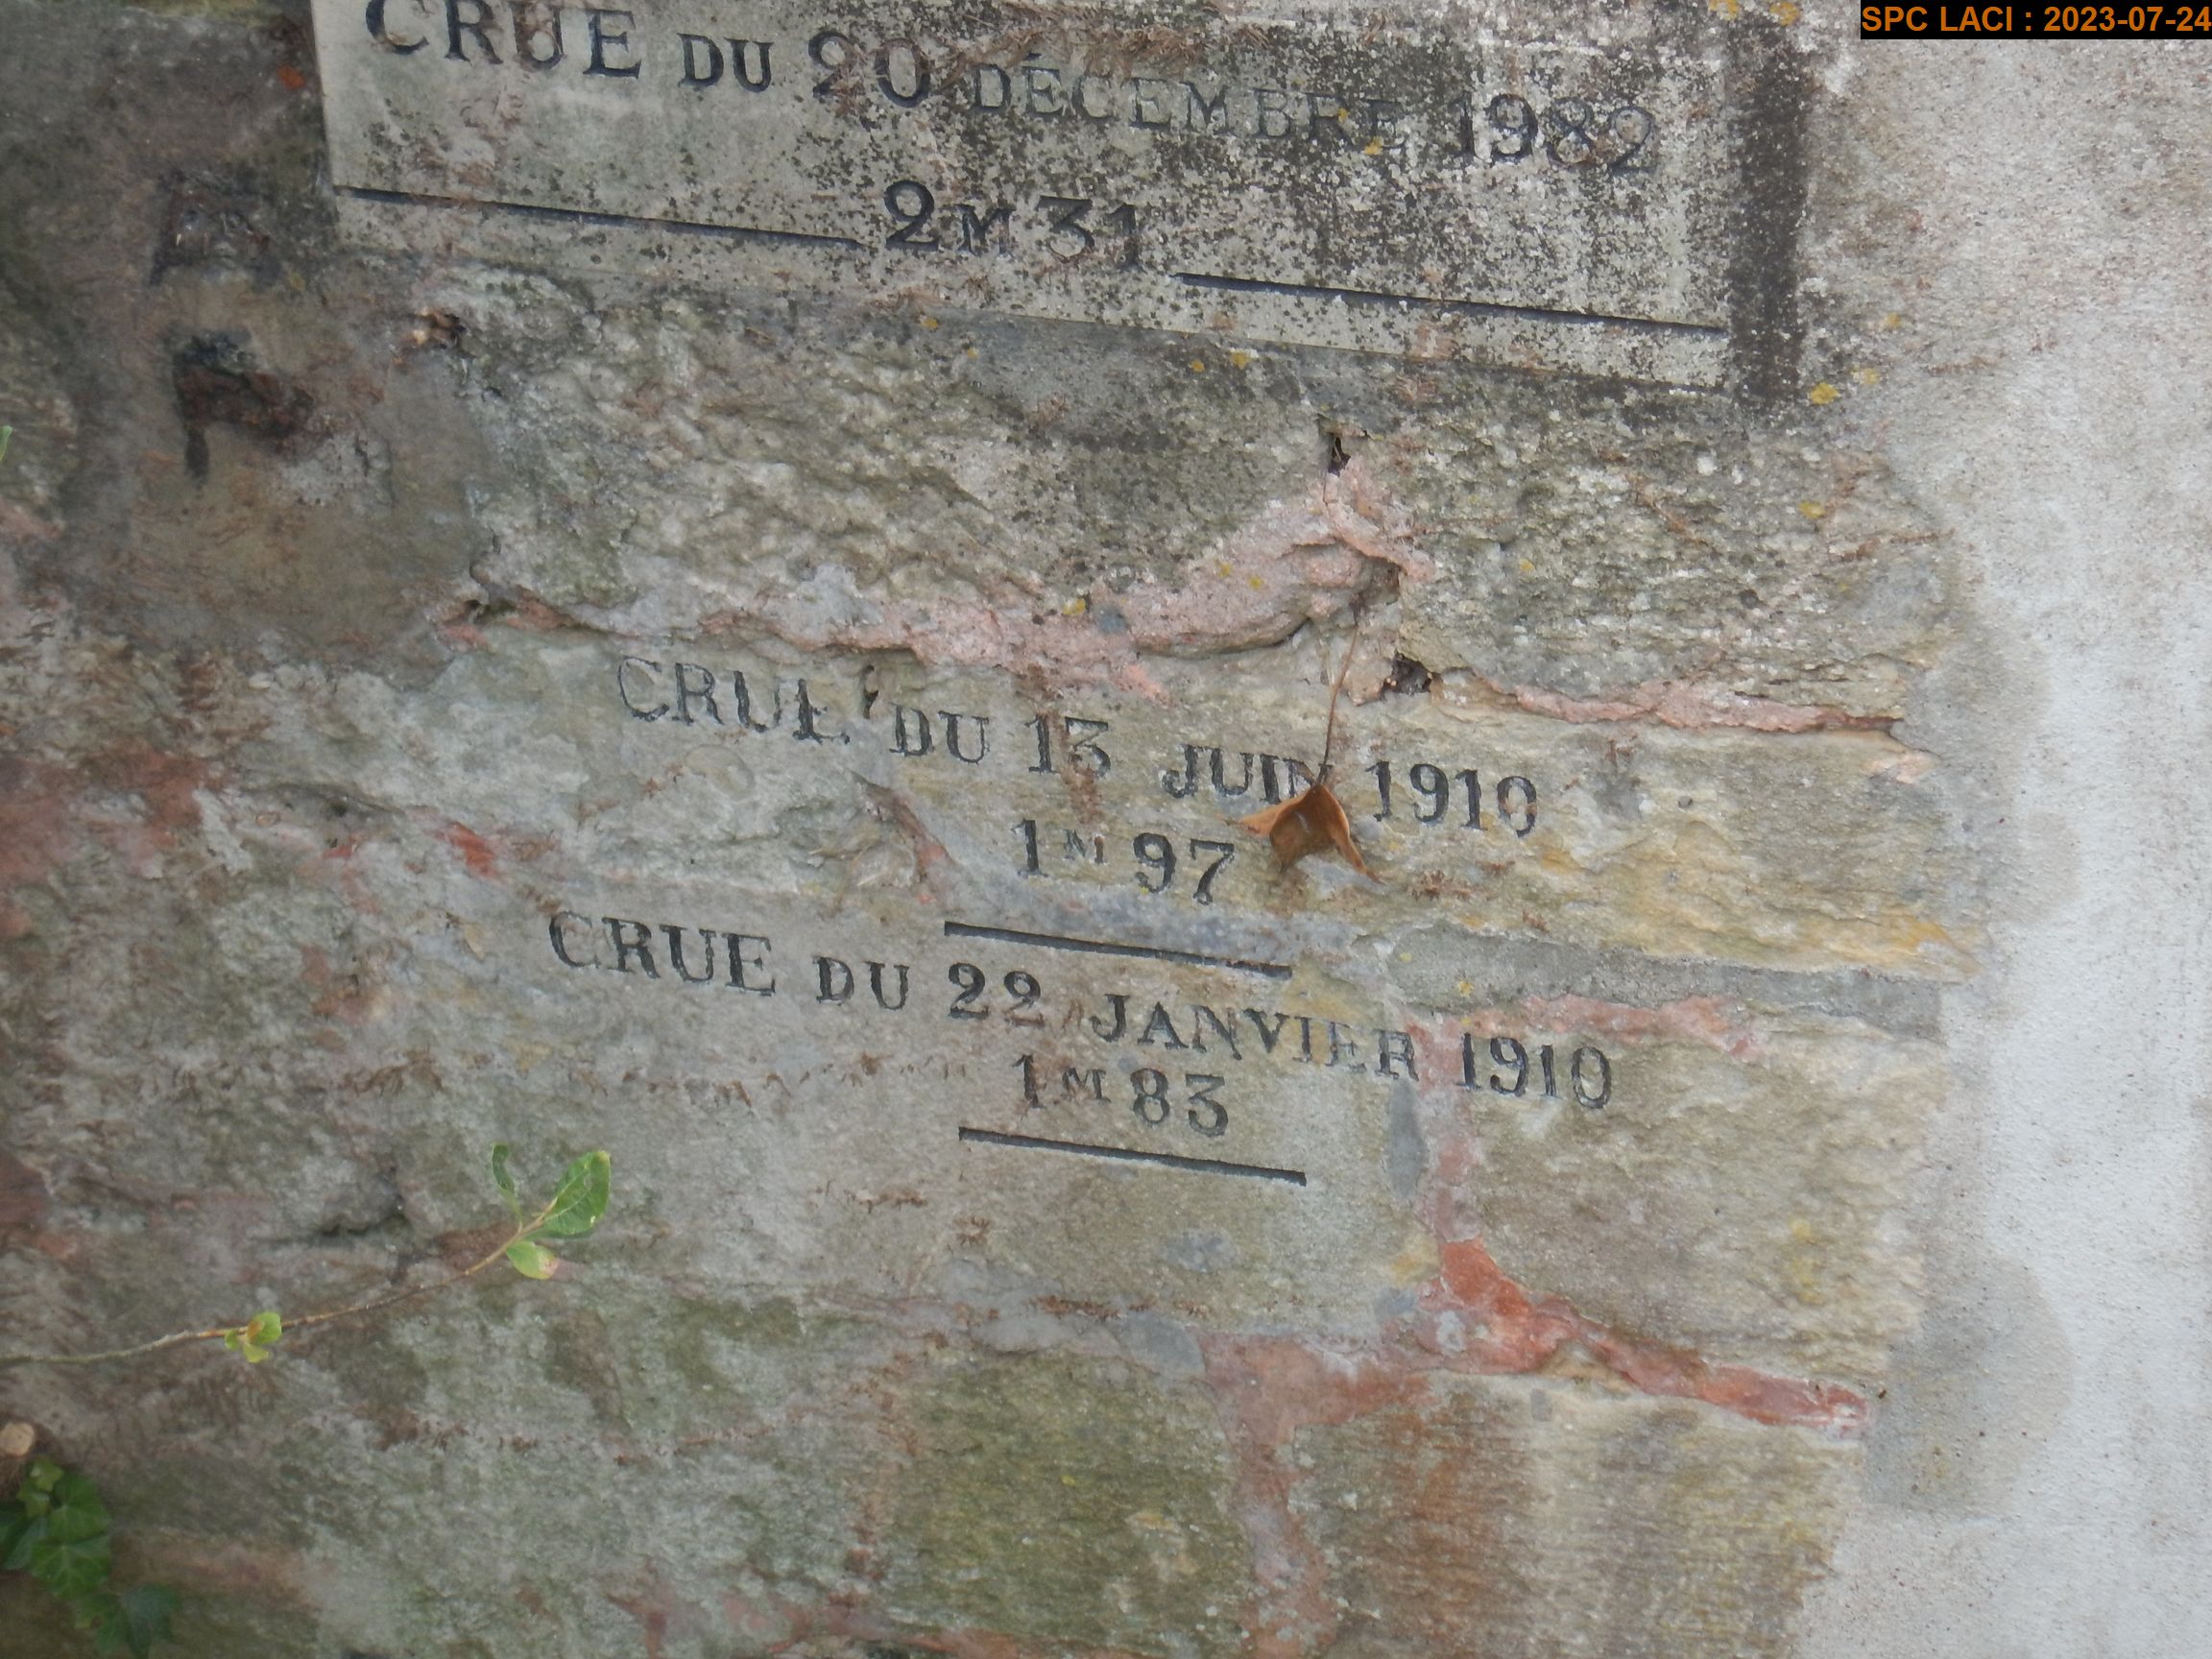 SPC LACI : 2023-07-24
CRUE DU 20 DÉCEMBRE 1982
2M31
CRUE DU 13 JUIN 1910
1M97
CRUE DU 22 JANVIER 1910
1M83